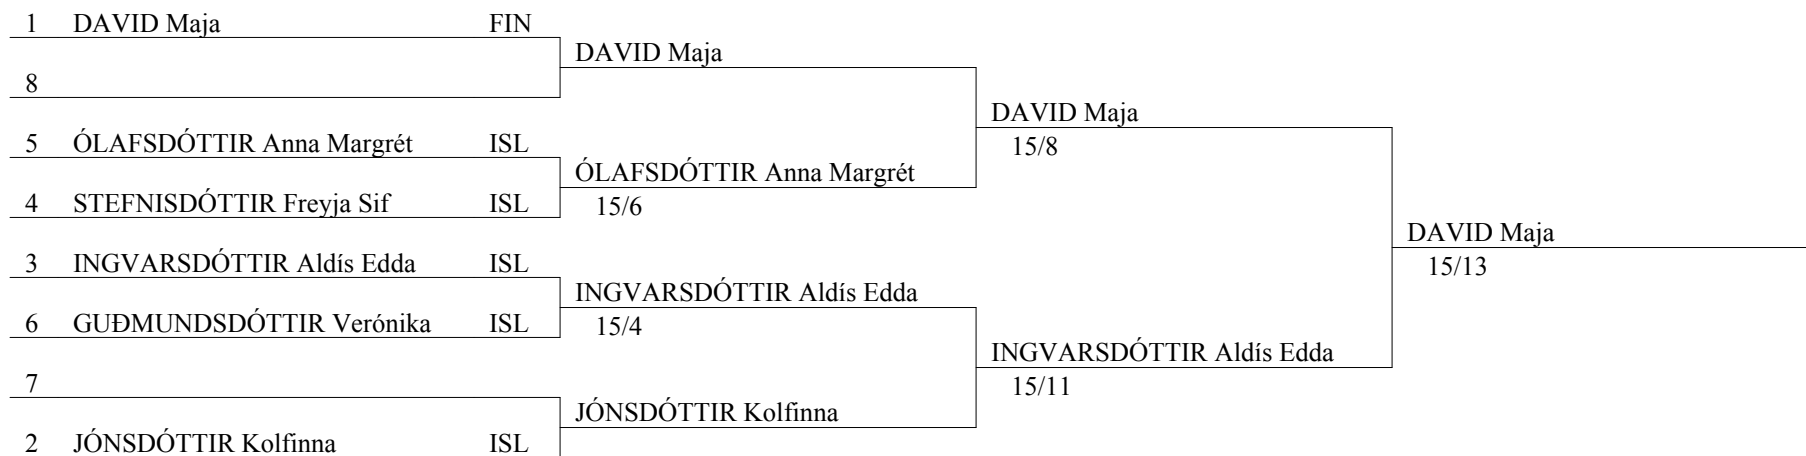 1 DAVID Maja FIN
DAVID Maja
8
DAVID Maja
15/8
5 ÓLAFSDÓTTIR Anna Margrét ISL
ÓLAFSDÓTTIR Anna Margrét
15/6
4 STEFNISDÓTTIR Freyja Sif ISL
DAVID Maja
15/13
3 INGVARSDÓTTIR Aldís Edda ISL
INGVARSDÓTTIR Aldís Edda
15/4
6 GUÐMUNDSDÓTTIR Verónika ISL
INGVARSDÓTTIR Aldís Edda
15/11
7
JÓNSDÓTTIR Kolfinna
2 JÓNSDÓTTIR Kolfinna ISL